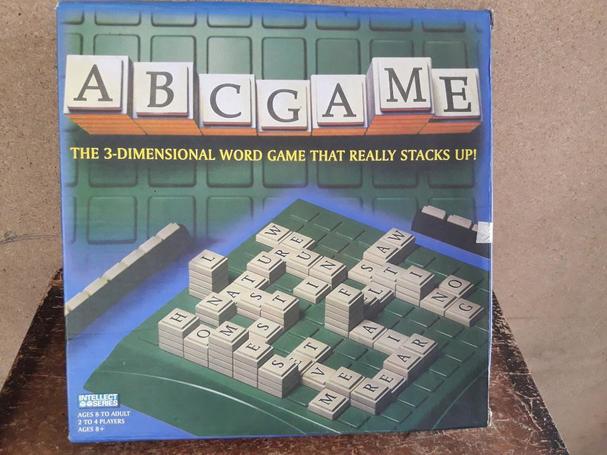 ABCGAME
THE 3-DIMENSIONAL WORD GAME THAT REALLY STACKS UP!
INTELLECT
SERIES
AGES 8 TO ADULT
2 TO 4 PLAYERS
AGES 8+